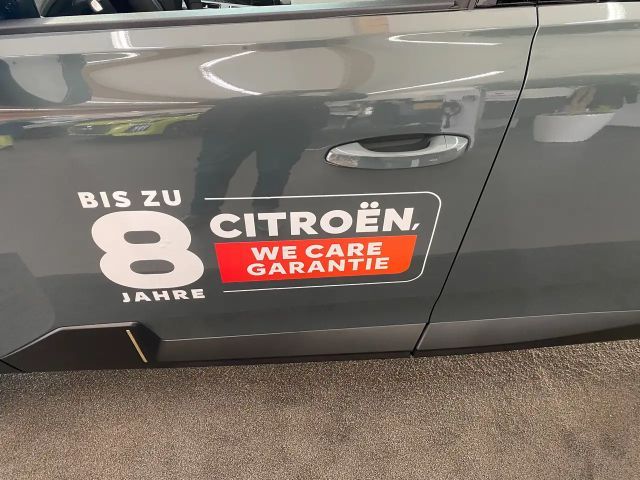 BIS ZU
8
JAHRE
CITROËN,
WE CARE
GARANTIE